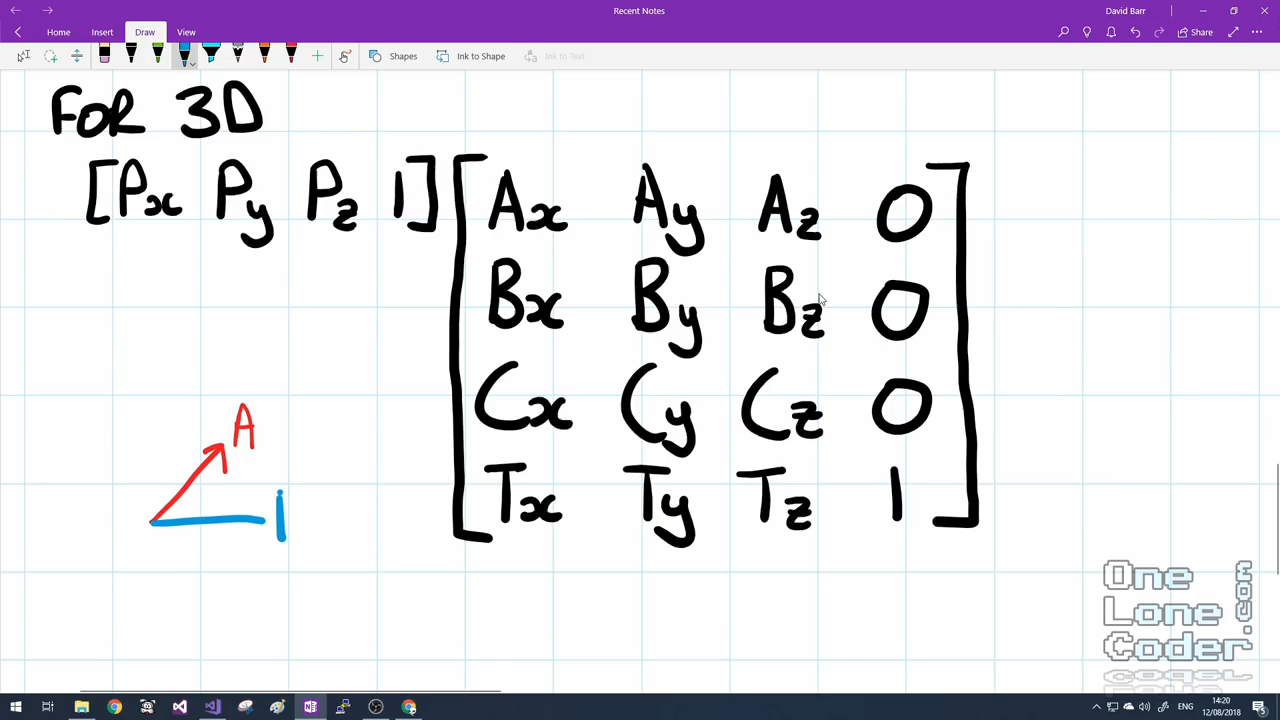 Recent Notes
David Barr
Home Insert Draw View
Share
Shapes Ink to Shape Ink to Text
FOR 3D
[Px Py Pz 1] [Ax Ay Az 0
Bx By Bz 0
Cx Cy Cz 0
Tx Ty Tz 1]
A
i
One
Lone
Coder
.com
ENG
14:20
12/08/2018